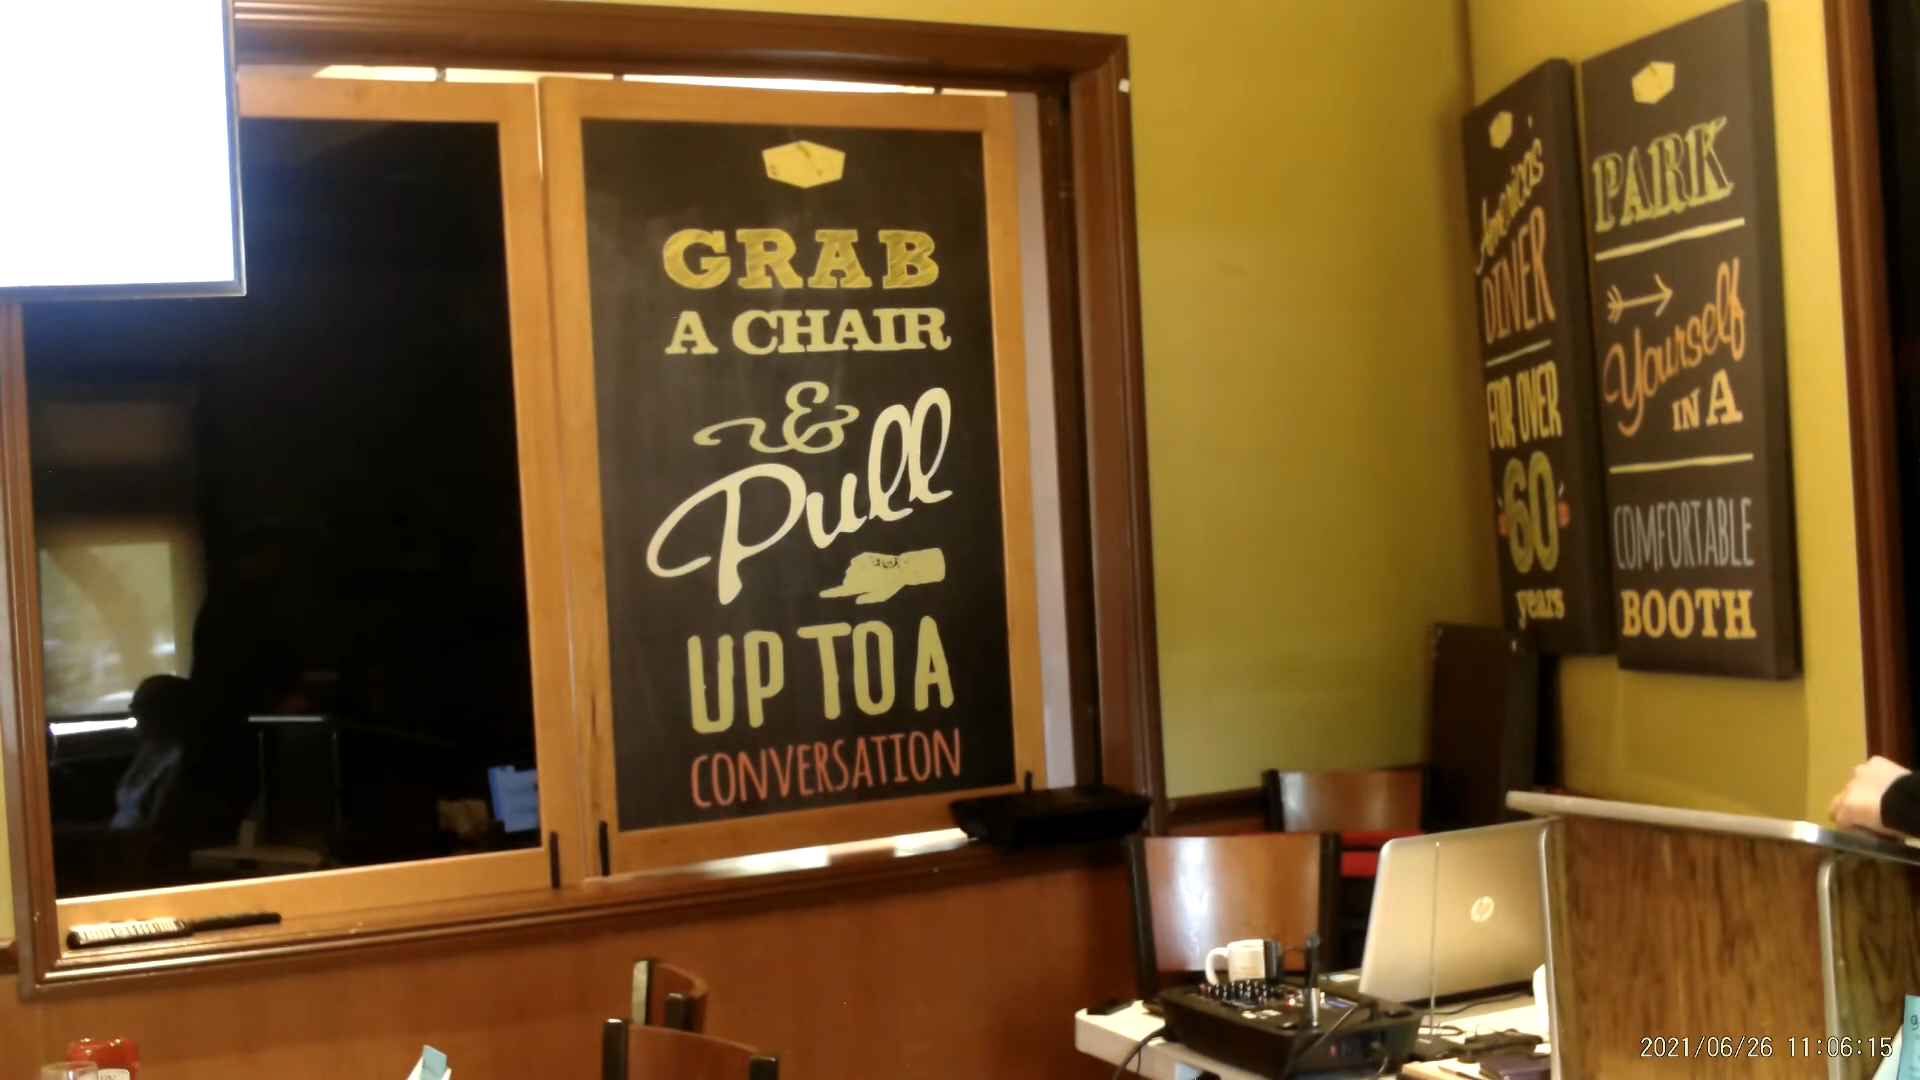 GRAB
A CHAIR
&
Pull
UP TO A
CONVERSATION
America's
DINER
FOR OVER
60
years
PARK
Yourself
IN A
COMFORTABLE
BOOTH
hp
2021/06/26 11:06:15